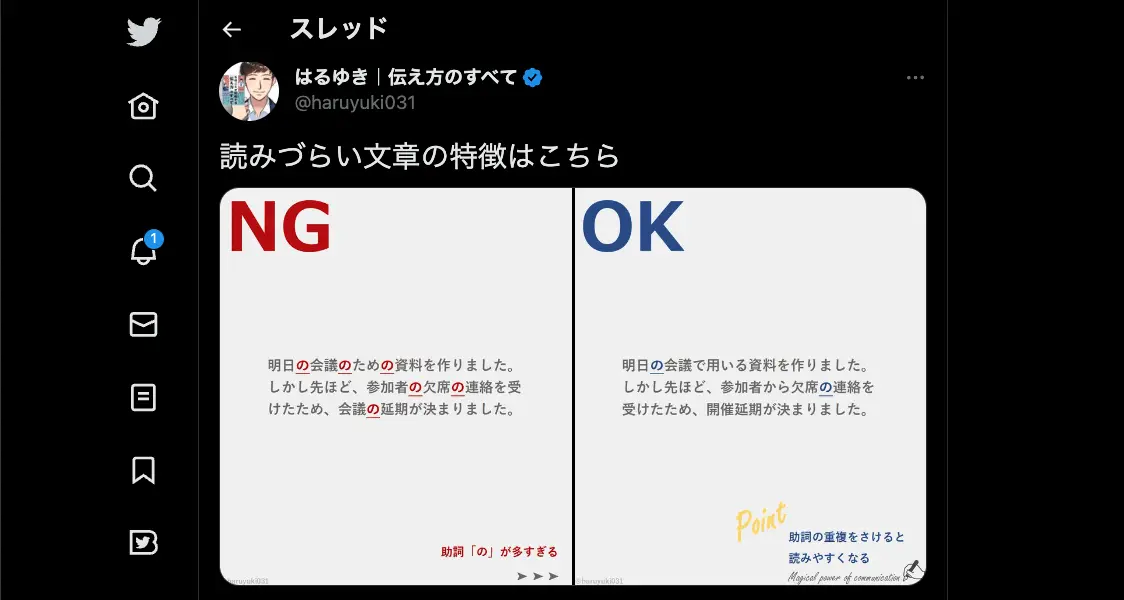 スレッド
はるゆき｜伝え方のすべて
@haruyuki031
読みづらい文章の特徴はこちら
1
NG
明日の会議のための資料を作りました。
しかし先ほど、参加者の欠席の連絡を受
けたため、会議の延期が決まりました。
助詞「の」が多すぎる
@haruyuki031
OK
明日の会議で用いる資料を作りました。
しかし先ほど、参加者から欠席の連絡を
受けたため、開催延期が決まりました。
Point
助詞の重複をさけると
読みやすくなる
Magical power of communication
@haruyuki031